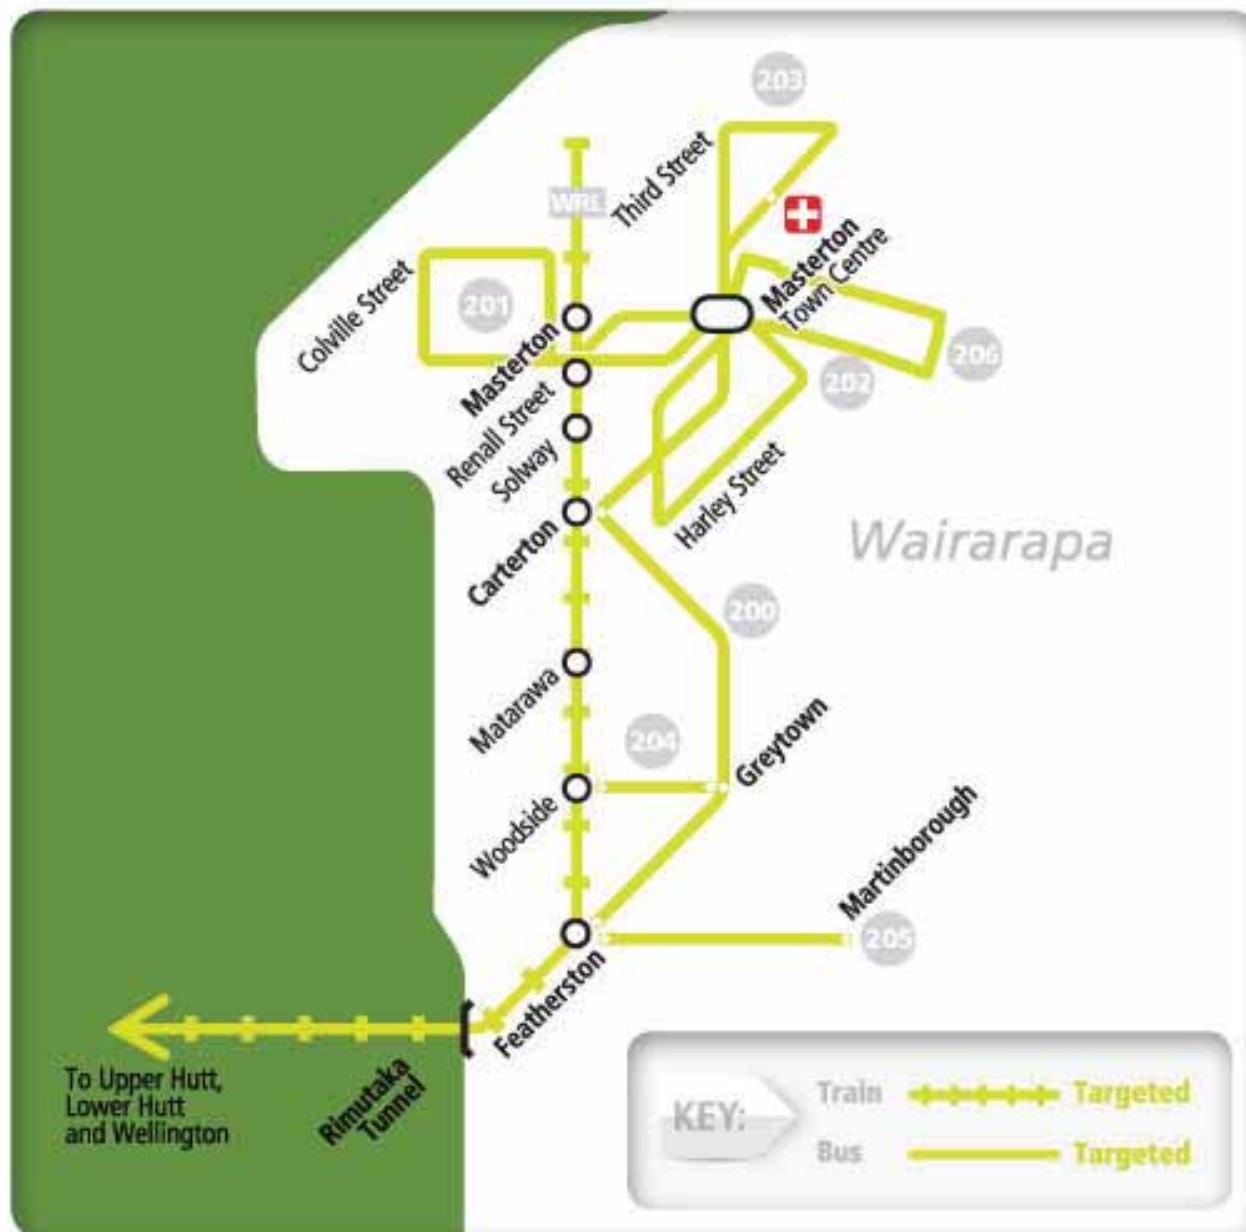 203
Third Street
WRL
Masterton
Town Centre
Colville Street
201
206
202
Masterton
Renall Street
Solway
Harley Street
Carterton
Wairarapa
200
Matarawa
204
Greytown
Woodside
Martinborough
205
Featherston
Rimutaka
Tunnel
To Upper Hutt,
Lower Hutt
and Wellington
KEY:
Train Targeted
Bus Targeted